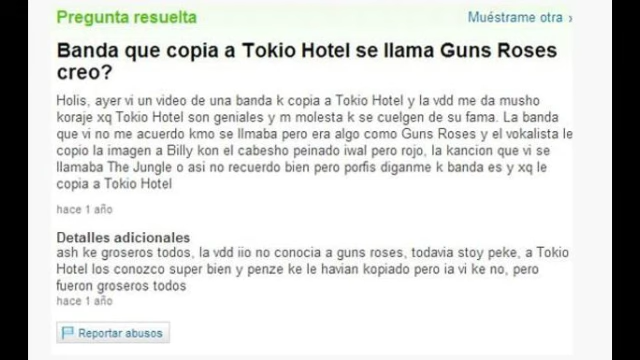 Pregunta resuelta
Muéstrame otra ›
Banda que copia a Tokio Hotel se llama Guns Roses
creo?
Holis, ayer vi un video de una banda k copia a Tokio Hotel y la vdd me da musho
koraje xq Tokio Hotel son geniales y m molesta k se cuelgen de su fama. La banda
que vi no me acuerdo kmo se llmaba pero era algo como Guns Roses y el vokalista le
copio la imagen a Billy kon el cabesho peinado iwal pero rojo, la kancion que vi se
llamaba The Jungle o asi no recuerdo bien pero porfis diganme k banda es y xq le
copia a Tokio Hotel
hace 1 año
Detalles adicionales
ash ke groseros todos, la vdd iio no conocia a guns roses, todavia stoy peke, a Tokio
Hotel los conozco super bien y penze ke le havian kopiado pero ia vi ke no, pero
fueron groseros todos
hace 1 año
Reportar abusos